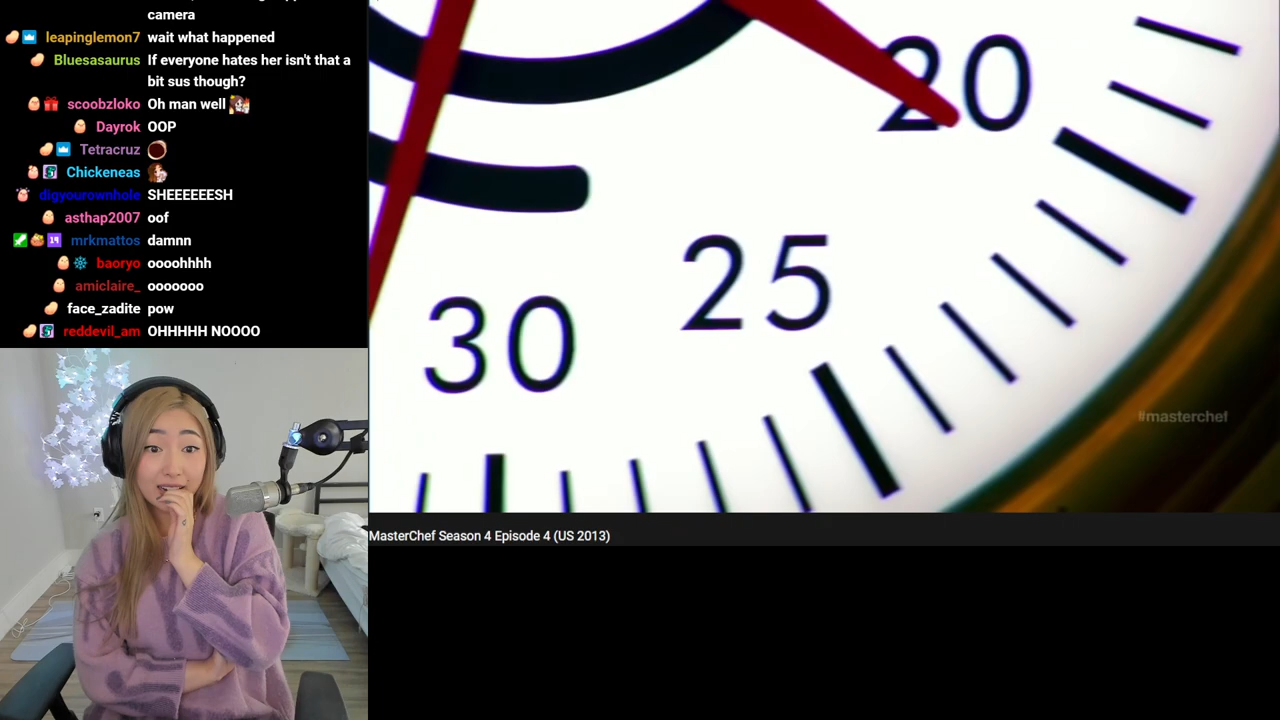 camera
leapinglemon7 wait what happened
Bluesasaurus If everyone hates her isn't that a
bit sus though?
scoobzloko Oh man well
Dayrok OOP
Tetracruz
Chickeneas
digyourownhole SHEEEEEESH
asthap2007 oof
mrkmattos damnn
baoryo oooohhhh
amiclaire_ ooooooo
face_zadite pow
reddevil_am OHHHHH NOOOO
20
25
30
#masterchef
MasterChef Season 4 Episode 4 (US 2013)